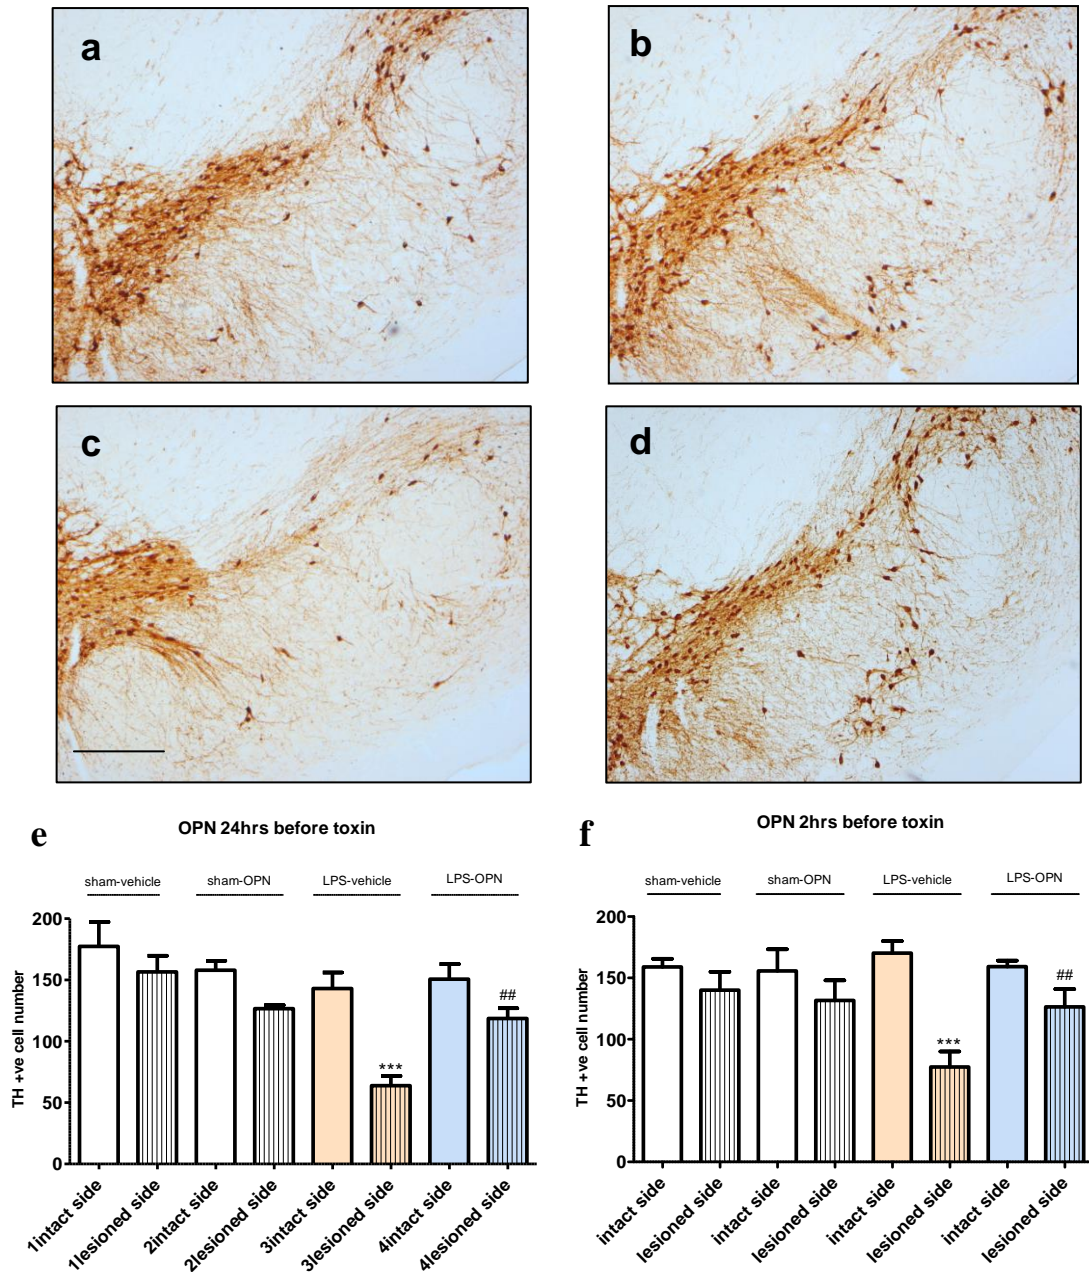 a
b
c
d
e
OPN 24hrs before toxin
sham-vehicle
sham-OPN
LPS-vehicle
LPS-OPN
TH +ve cell number
200
150
100
50
0
***
##
1intact side
1lesioned side
2intact side
2lesioned side
3intact side
3lesioned side
4intact side
4lesioned side
f
OPN 2hrs before toxin
sham-vehicle
sham-OPN
LPS-vehicle
LPS-OPN
TH +ve cell number
200
150
100
50
0
***
##
intact side
lesioned side
intact side
lesioned side
intact side
lesioned side
intact side
lesioned side